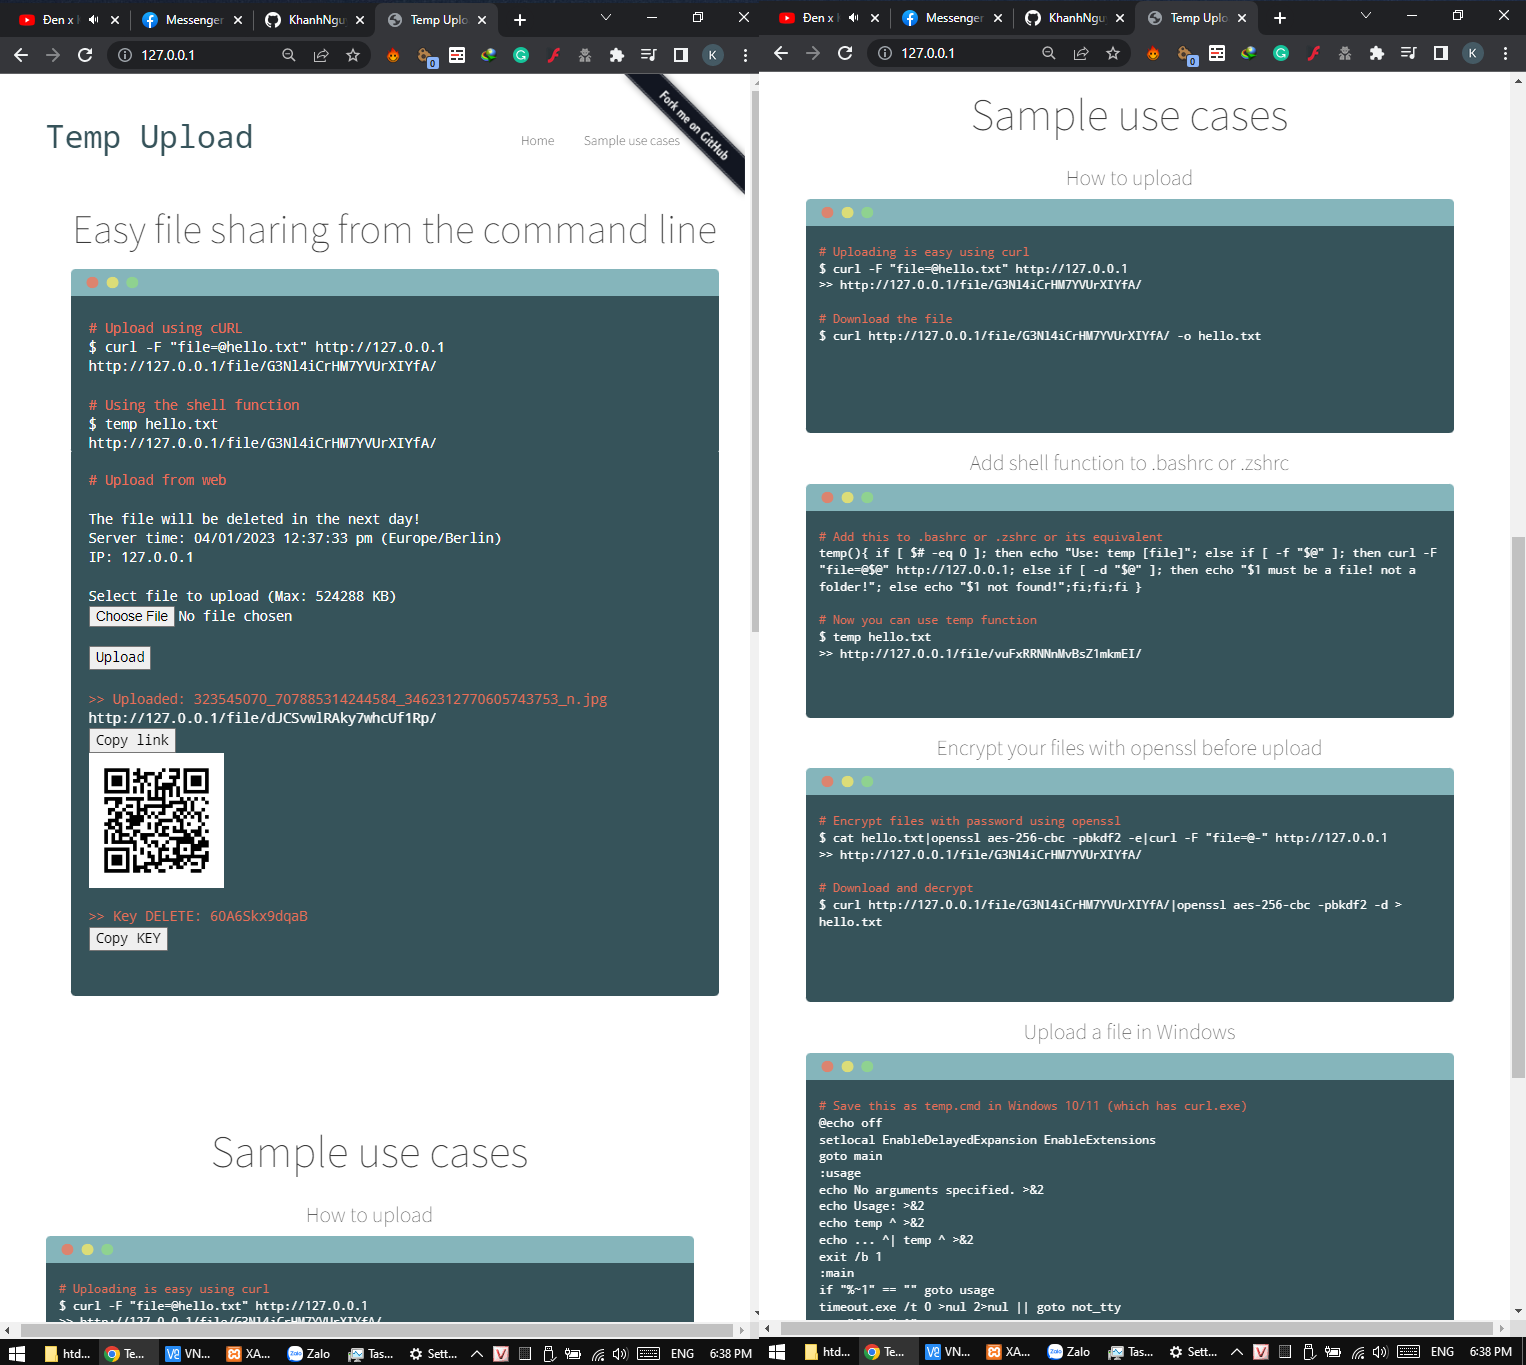 Đen x
Messenger
KhanhNgu
Temp Uplo
127.0.0.1
0
K
Fork me on GitHub
Temp Upload
Home
Sample use cases
Easy file sharing from the command line
# Upload using cURL
$ curl -F "file=@hello.txt" http://127.0.0.1
http://127.0.0.1/file/G3Nl4iCrHM7YVUrXIYfA/
# Using the shell function
$ temp hello.txt
http://127.0.0.1/file/G3Nl4iCrHM7YVUrXIYfA/
# Upload from web
The file will be deleted in the next day!
Server time: 04/01/2023 12:37:33 pm (Europe/Berlin)
IP: 127.0.0.1
Select file to upload (Max: 524288 KB)
Choose File No file chosen
Upload
>> Uploaded: 323545070_707885314244584_3462312770605743753_n.jpg
http://127.0.0.1/file/dJCSvwlRAky7whcUf1Rp/
Copy link
>> Key DELETE: 60A6Skx9dqaB
Copy KEY
Sample use cases
How to upload
# Uploading is easy using curl
$ curl -F "file=@hello.txt" http://127.0.0.1
>> http://127.0.0.1/file/G3Nl4iCrHM7YVUrXIYfA/
htd...
Te...
VN...
XA...
Zalo
Tas...
Sett...
ENG
6:38 PM
Đen x
Messenger
KhanhNgu
Temp Uplo
127.0.0.1
0
K
Sample use cases
How to upload
# Uploading is easy using curl
$ curl -F "file=@hello.txt" http://127.0.0.1
>> http://127.0.0.1/file/G3Nl4iCrHM7YVUrXIYfA/
# Download the file
$ curl http://127.0.0.1/file/G3Nl4iCrHM7YVUrXIYfA/ -o hello.txt
Add shell function to .bashrc or .zshrc
# Add this to .bashrc or .zshrc or its equivalent
temp(){ if [ $# -eq 0 ]; then echo "Use: temp [file]"; else if [ -f "$@" ]; then curl -F
"file=@$@" http://127.0.0.1; else if [ -d "$@" ]; then echo "$1 must be a file! not a
folder!"; else echo "$1 not found!";fi;fi;fi }
# Now you can use temp function
$ temp hello.txt
>> http://127.0.0.1/file/vuFxRRNNnMvBsZ1mkmEI/
Encrypt your files with openssl before upload
# Encrypt files with password using openssl
$ cat hello.txt|openssl aes-256-cbc -pbkdf2 -e|curl -F "file=@-" http://127.0.0.1
>> http://127.0.0.1/file/G3Nl4iCrHM7YVUrXIYfA/
# Download and decrypt
$ curl http://127.0.0.1/file/G3Nl4iCrHM7YVUrXIYfA/|openssl aes-256-cbc -pbkdf2 -d >
hello.txt
Upload a file in Windows
# Save this as temp.cmd in Windows 10/11 (which has curl.exe)
@echo off
setlocal EnableDelayedExpansion EnableExtensions
goto main
:usage
echo No arguments specified. >&2
echo Usage: >&2
echo temp ^ >&2
echo ... ^| temp ^ >&2
exit /b 1
:main
if "%~1" == "" goto usage
timeout.exe /t 0 >nul 2>nul || goto not_tty
htd...
Te...
VN...
XA...
Zalo
Tas...
Sett...
ENG
6:38 PM